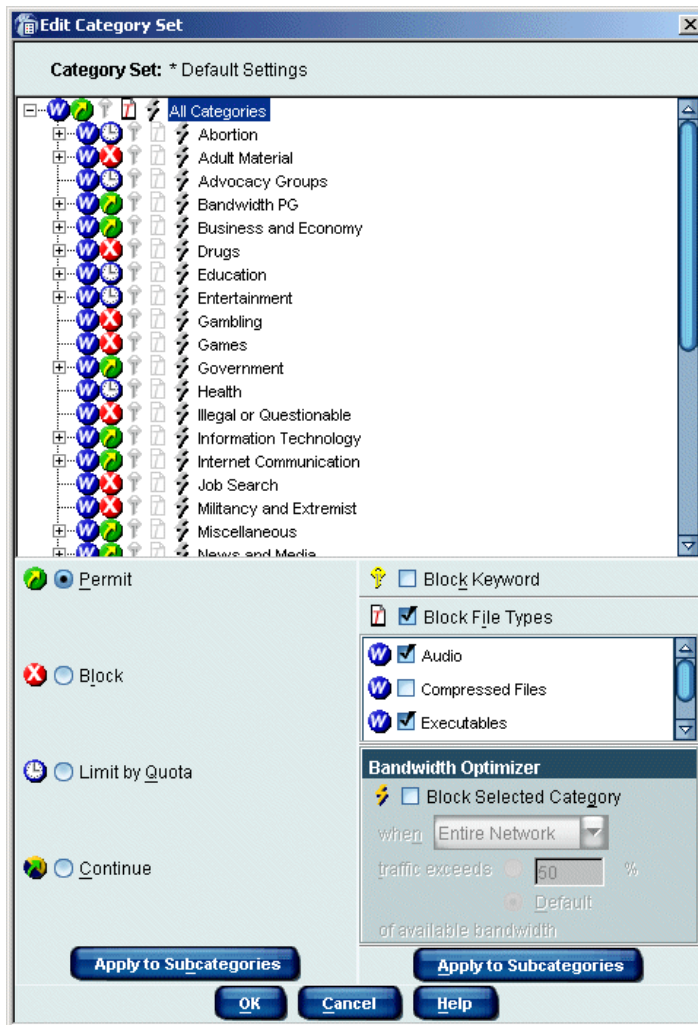 Edit Category Set
Category Set: * Default Settings
All Categories
Abortion
Adult Material
Advocacy Groups
Bandwidth PG
Business and Economy
Drugs
Education
Entertainment
Gambling
Games
Government
Health
Illegal or Questionable
Information Technology
Internet Communication
Job Search
Militancy and Extremist
Miscellaneous
News and Media
Permit
Block
Limit by Quota
Continue
Apply to Subcategories
Block Keyword
Block File Types
Audio
Compressed Files
Executables
Bandwidth Optimizer
Block Selected Category
when Entire Network
traffic exceeds 50 %
Default
of available bandwidth
Apply to Subcategories
OK Cancel Help